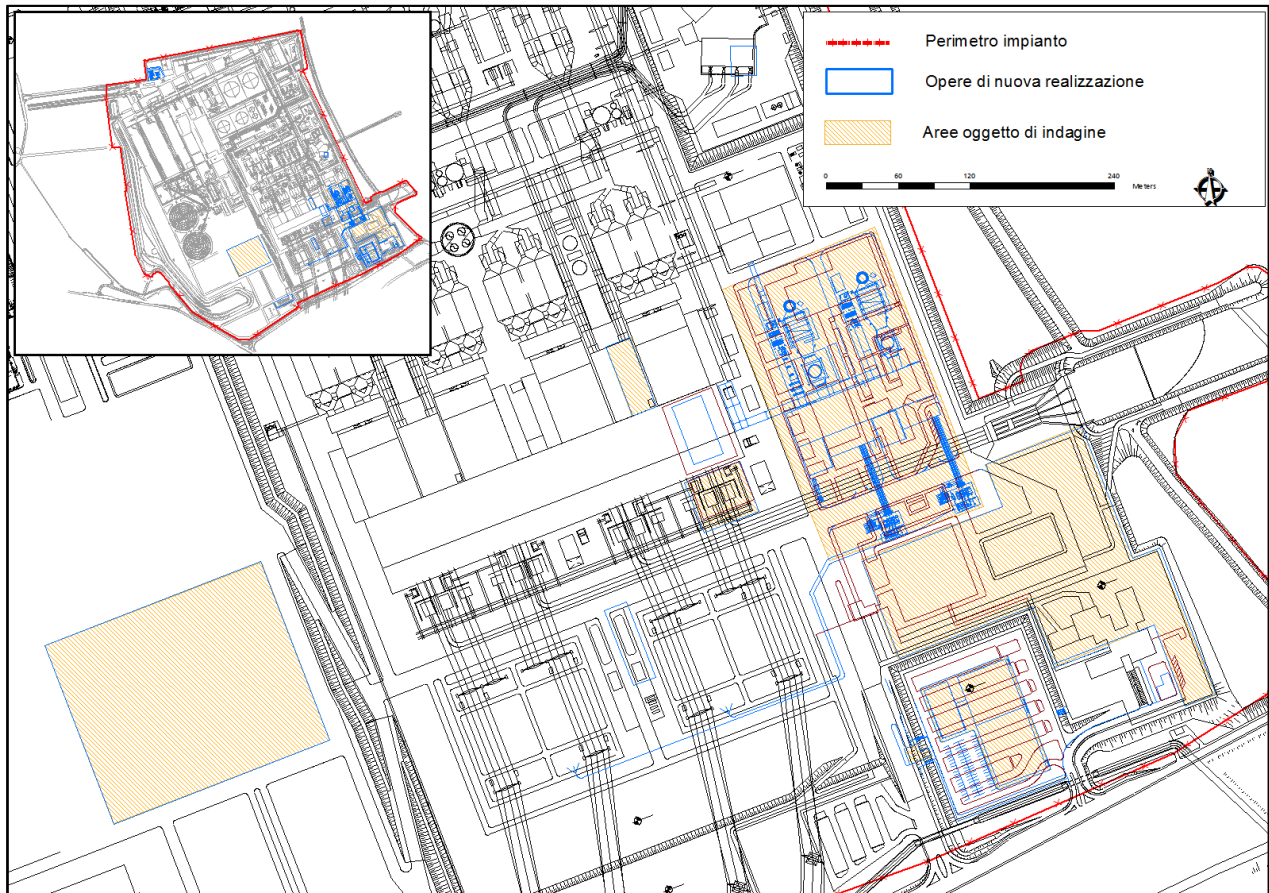 Perimetro impianto
Opere di nuova realizzazione
Aree oggetto di indagine
0 60 120 240 Meters